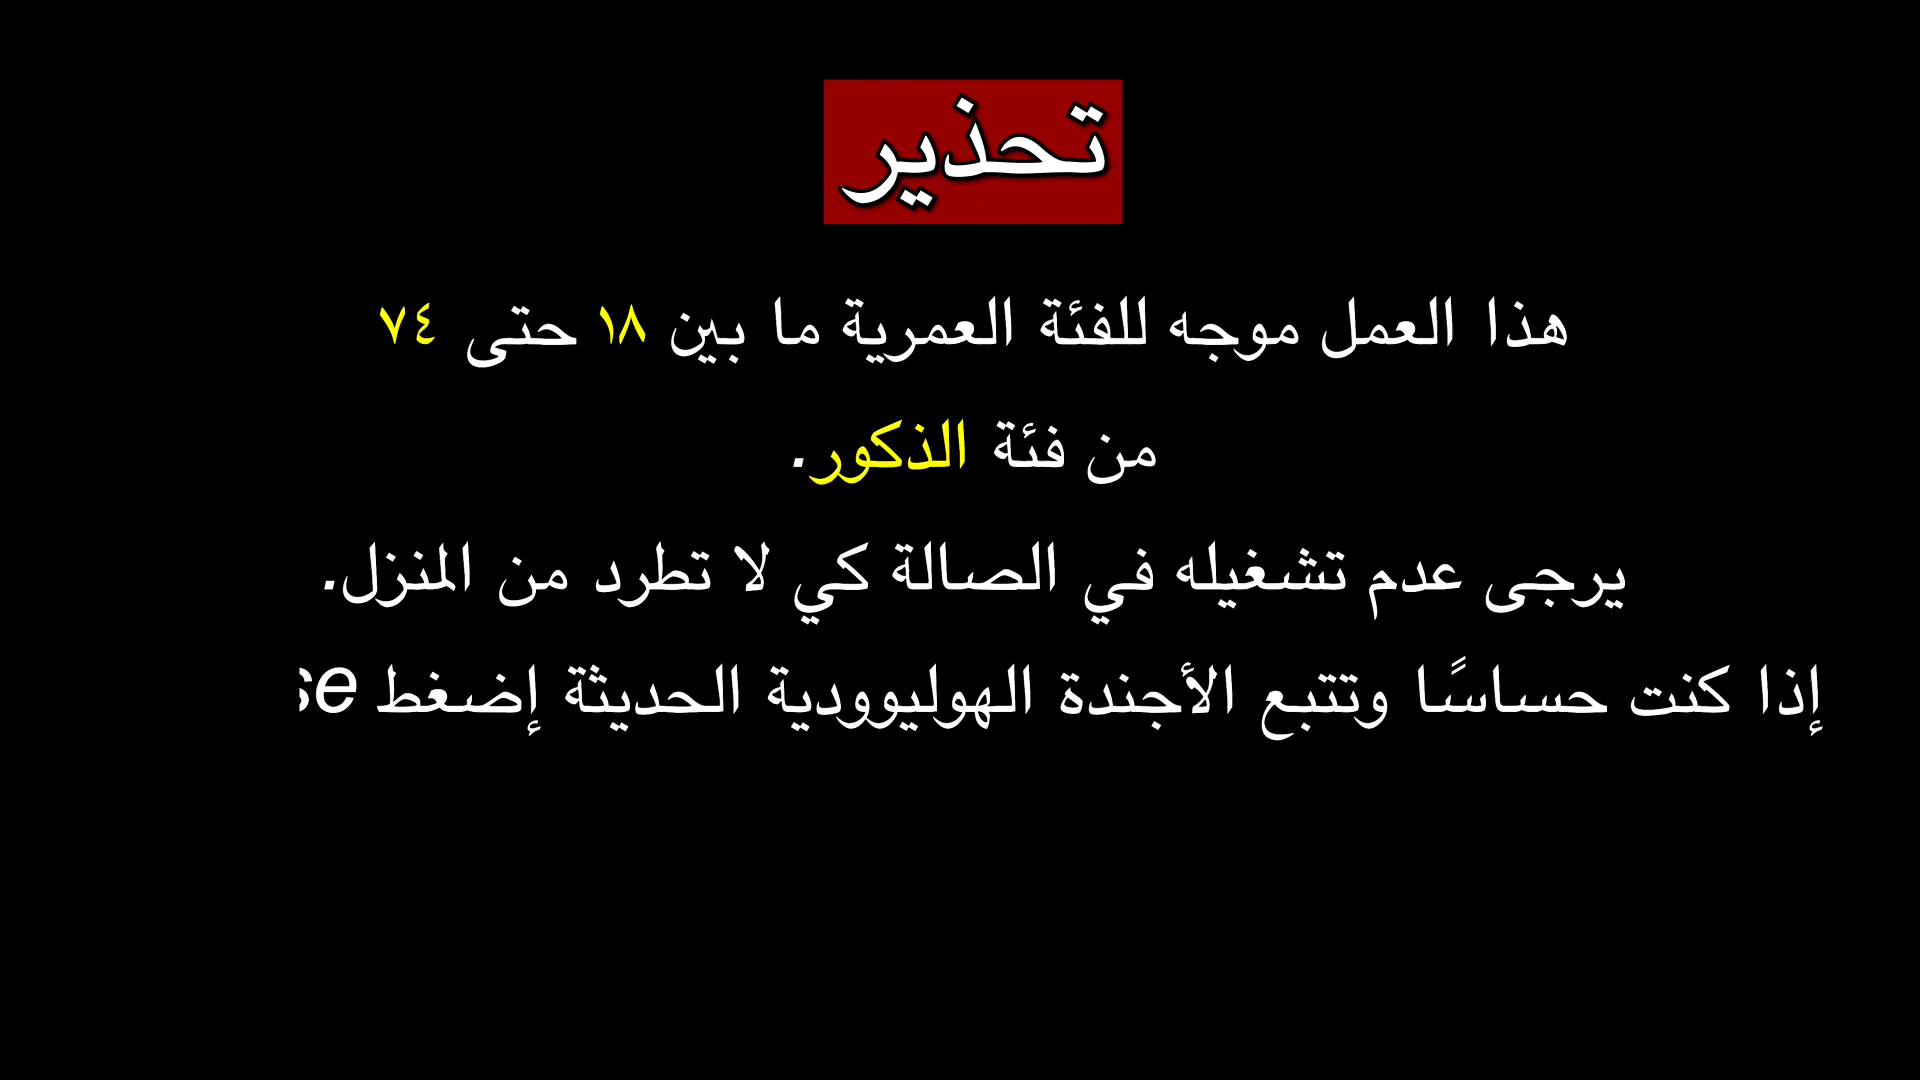 تحذير
هذا العمل موجه للفئة العمرية ما بين ١٨ حتى ٧٤
من فئة الذكور.
يرجى عدم تشغيله في الصالة كي لا تطرد من المنزل.
إذا كنت حساسًا وتتبع الأجندة الهوليوودية الحديثة إضغط se